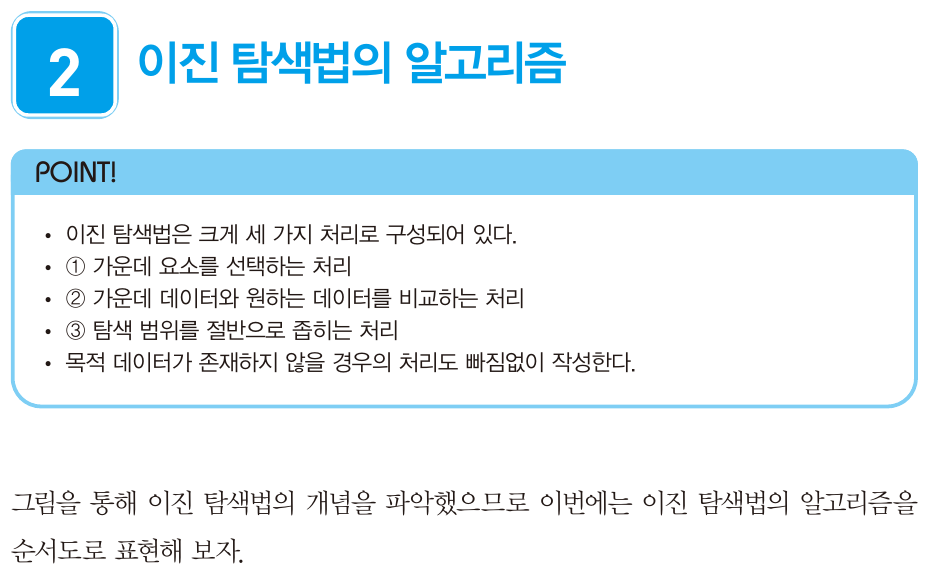 2
이진 탐색법의 알고리즘
POINT!
• 이진 탐색법은 크게 세 가지 처리로 구성되어 있다.
• ① 가운데 요소를 선택하는 처리
• ② 가운데 데이터와 원하는 데이터를 비교하는 처리
• ③ 탐색 범위를 절반으로 좁히는 처리
• 목적 데이터가 존재하지 않을 경우의 처리도 빠짐없이 작성한다.
그림을 통해 이진 탐색법의 개념을 파악했으므로 이번에는 이진 탐색법의 알고리즘을
순서도로 표현해 보자.